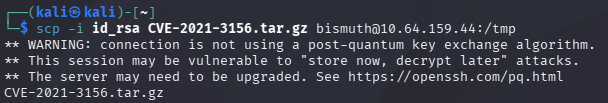 ┌──(kali㉿kali)-[~]
└─$ scp -i id_rsa CVE-2021-3156.tar.gz bismuth@10.64.159.44:/tmp
** WARNING: connection is not using a post-quantum key exchange algorithm.
** This session may be vulnerable to "store now, decrypt later" attacks.
** The server may need to be upgraded. See https://openssh.com/pq.html
CVE-2021-3156.tar.gz